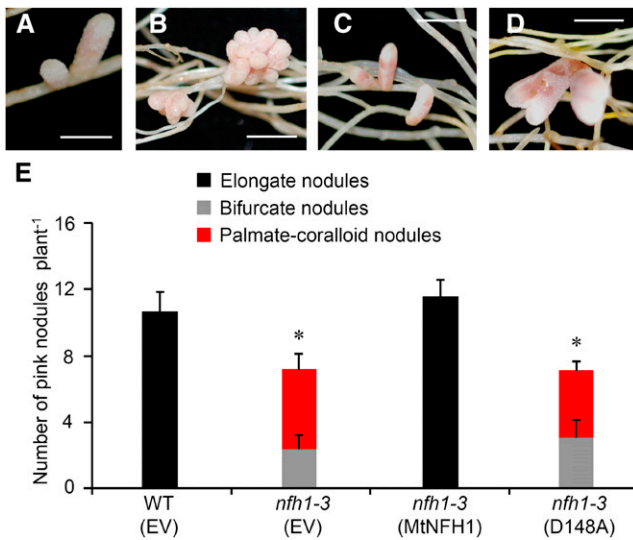 A
B
C
D
E
Elongate nodules
Bifurcate nodules
Palmate-coralloid nodules
Number of pink nodules plant⁻¹
16
12
8
4
0
*
*
WT
(EV)
nfh1-3
(EV)
nfh1-3
(MtNFH1)
nfh1-3
(D148A)